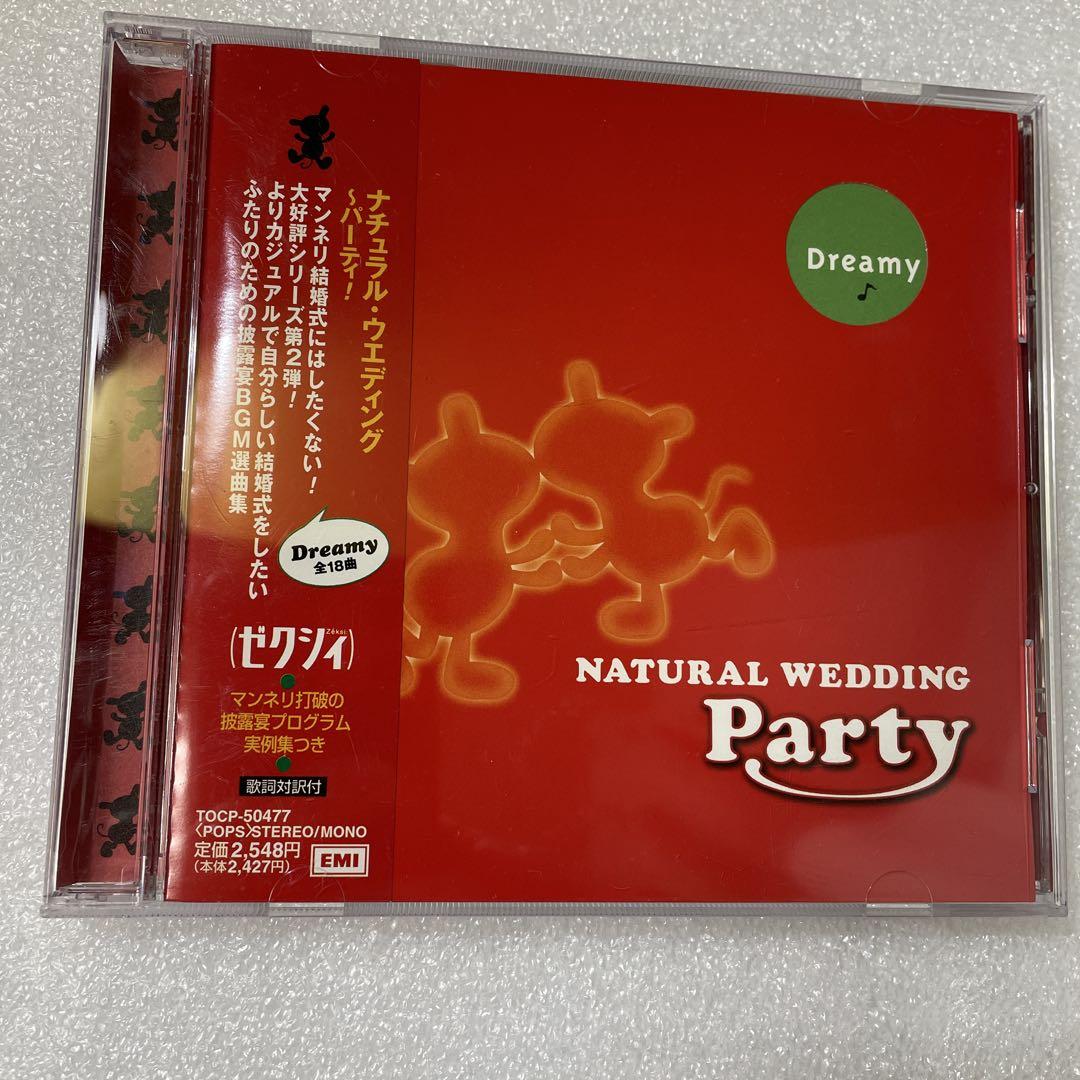 ナチュラル・ウエディング
～パーティ！
マンネリ結婚式にはしたくない！
大好評シリーズ第2弾！
よりカジュアルで自分らしい結婚式をしたい
ふたりのための披露宴BGM選曲集
Dreamy
全18曲
Zéksi:
(ゼクシィ)
マンネリ打破の
披露宴プログラム
実例集つき
歌詞対訳付
TOCP-50477
〈POPS〉STEREO/MONO
定価2,548円
(本体2,427円)
EMI
Dreamy
♪
NATURAL WEDDING
Party